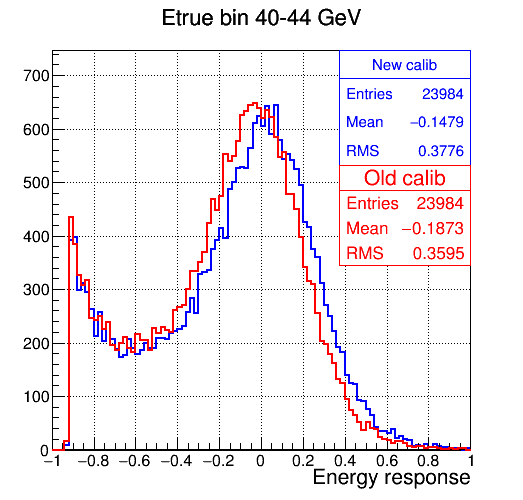 Etrue bin 40-44 GeV
New calib
Entries 23984
Mean −0.1479
RMS 0.3776
Old calib
Entries 23984
Mean −0.1873
RMS 0.3595
700
600
500
400
300
200
100
0
−1 −0.8 −0.6 −0.4 −0.2 0 0.2 0.4 0.6 0.8 1
Energy response